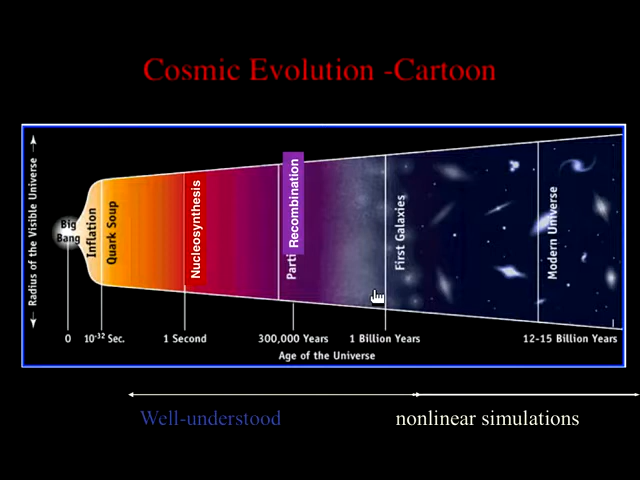 Cosmic Evolution -Cartoon
Radius of the Visible Universe
Big
Bang
Inflation
Quark Soup
Nucleosynthesis
Recombination
Parti
First Galaxies
Modern Universe
0
10-32 Sec.
1 Second
300,000 Years
1 Billion Years
12-15 Billion Years
Age of the Universe
Well-understood
nonlinear simulations